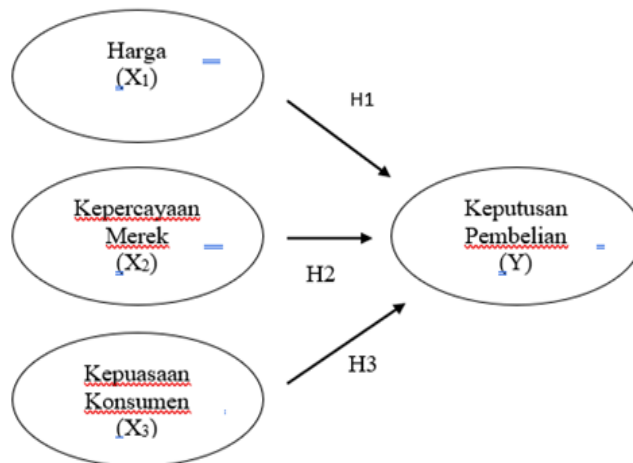 Harga
(X₁)
H1
Kepercayaan
Merek
(X₂)
H2
Keputusan
Pembelian
(Y)
Kepuasaan
Konsumen
(X₃)
H3